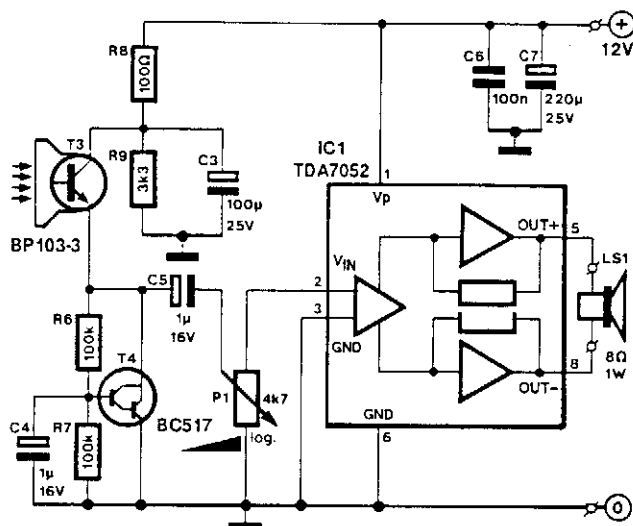 R8
100Ω
T3
R9
3k3
C3
100µ
25V
BP103-3
C6
100n
C7
220µ
25V
+
12V
IC1
TDA7052
1
Vp
OUT+
5
VIN
2
3
GND
LS1
8Ω
1W
8
OUT-
GND
6
C5
1µ
16V
R6
100k
T4
BC517
P1
4k7
log.
C4
1µ
16V
R7
100k
0